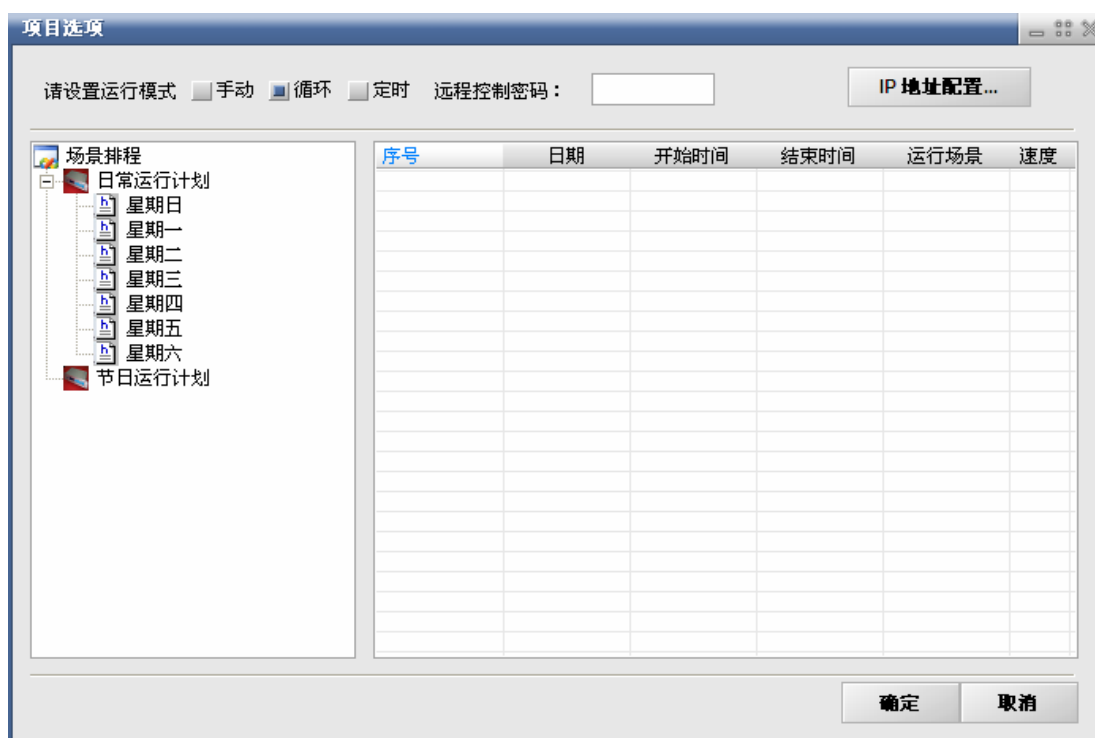 项目选项
请设置运行模式 手动 循环 定时 远程控制密码： IP 地址配置...
场景排程
日常运行计划
星期日
星期一
星期二
星期三
星期四
星期五
星期六
节日运行计划
序号 日期 开始时间 结束时间 运行场景 速度
确定 取消